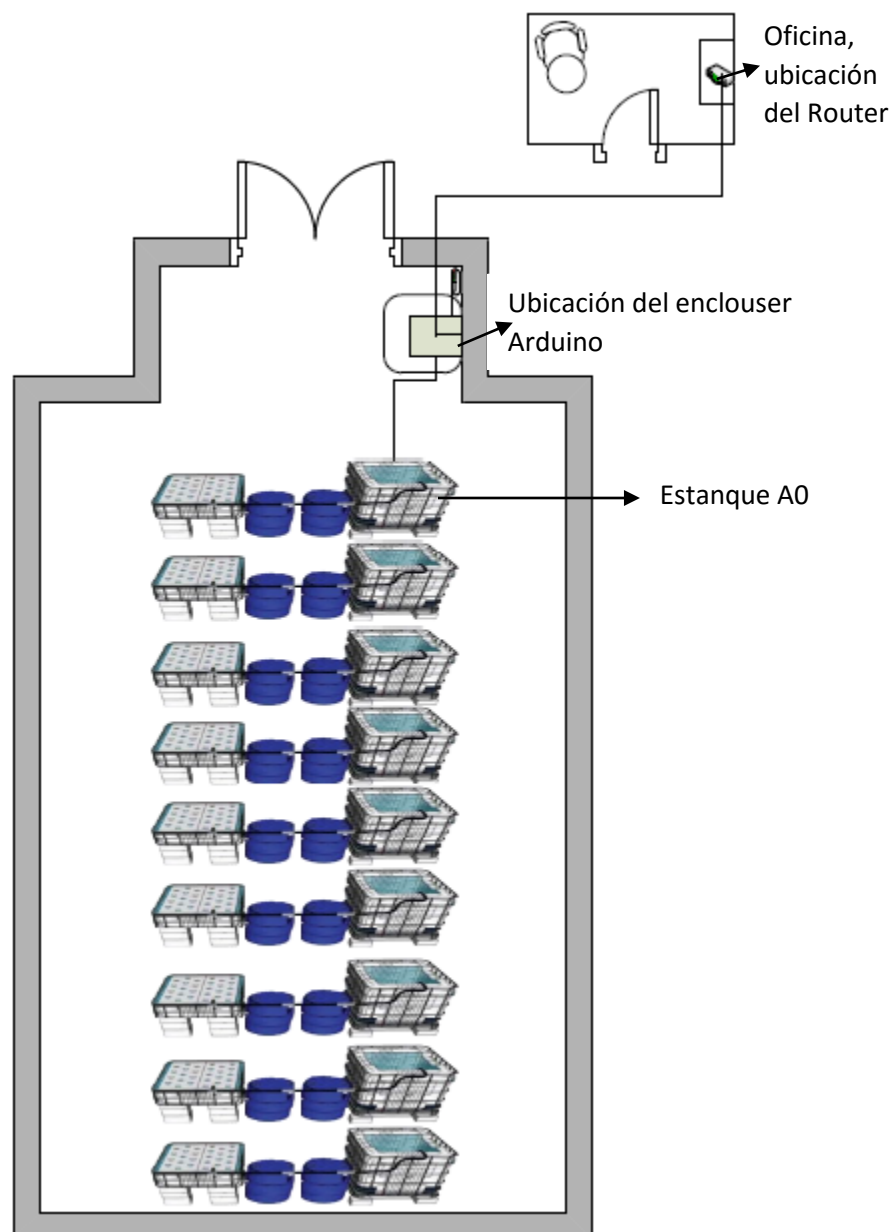 Oficina,
ubicación
del Router
Ubicación del enclouser
Arduino
Estanque A0